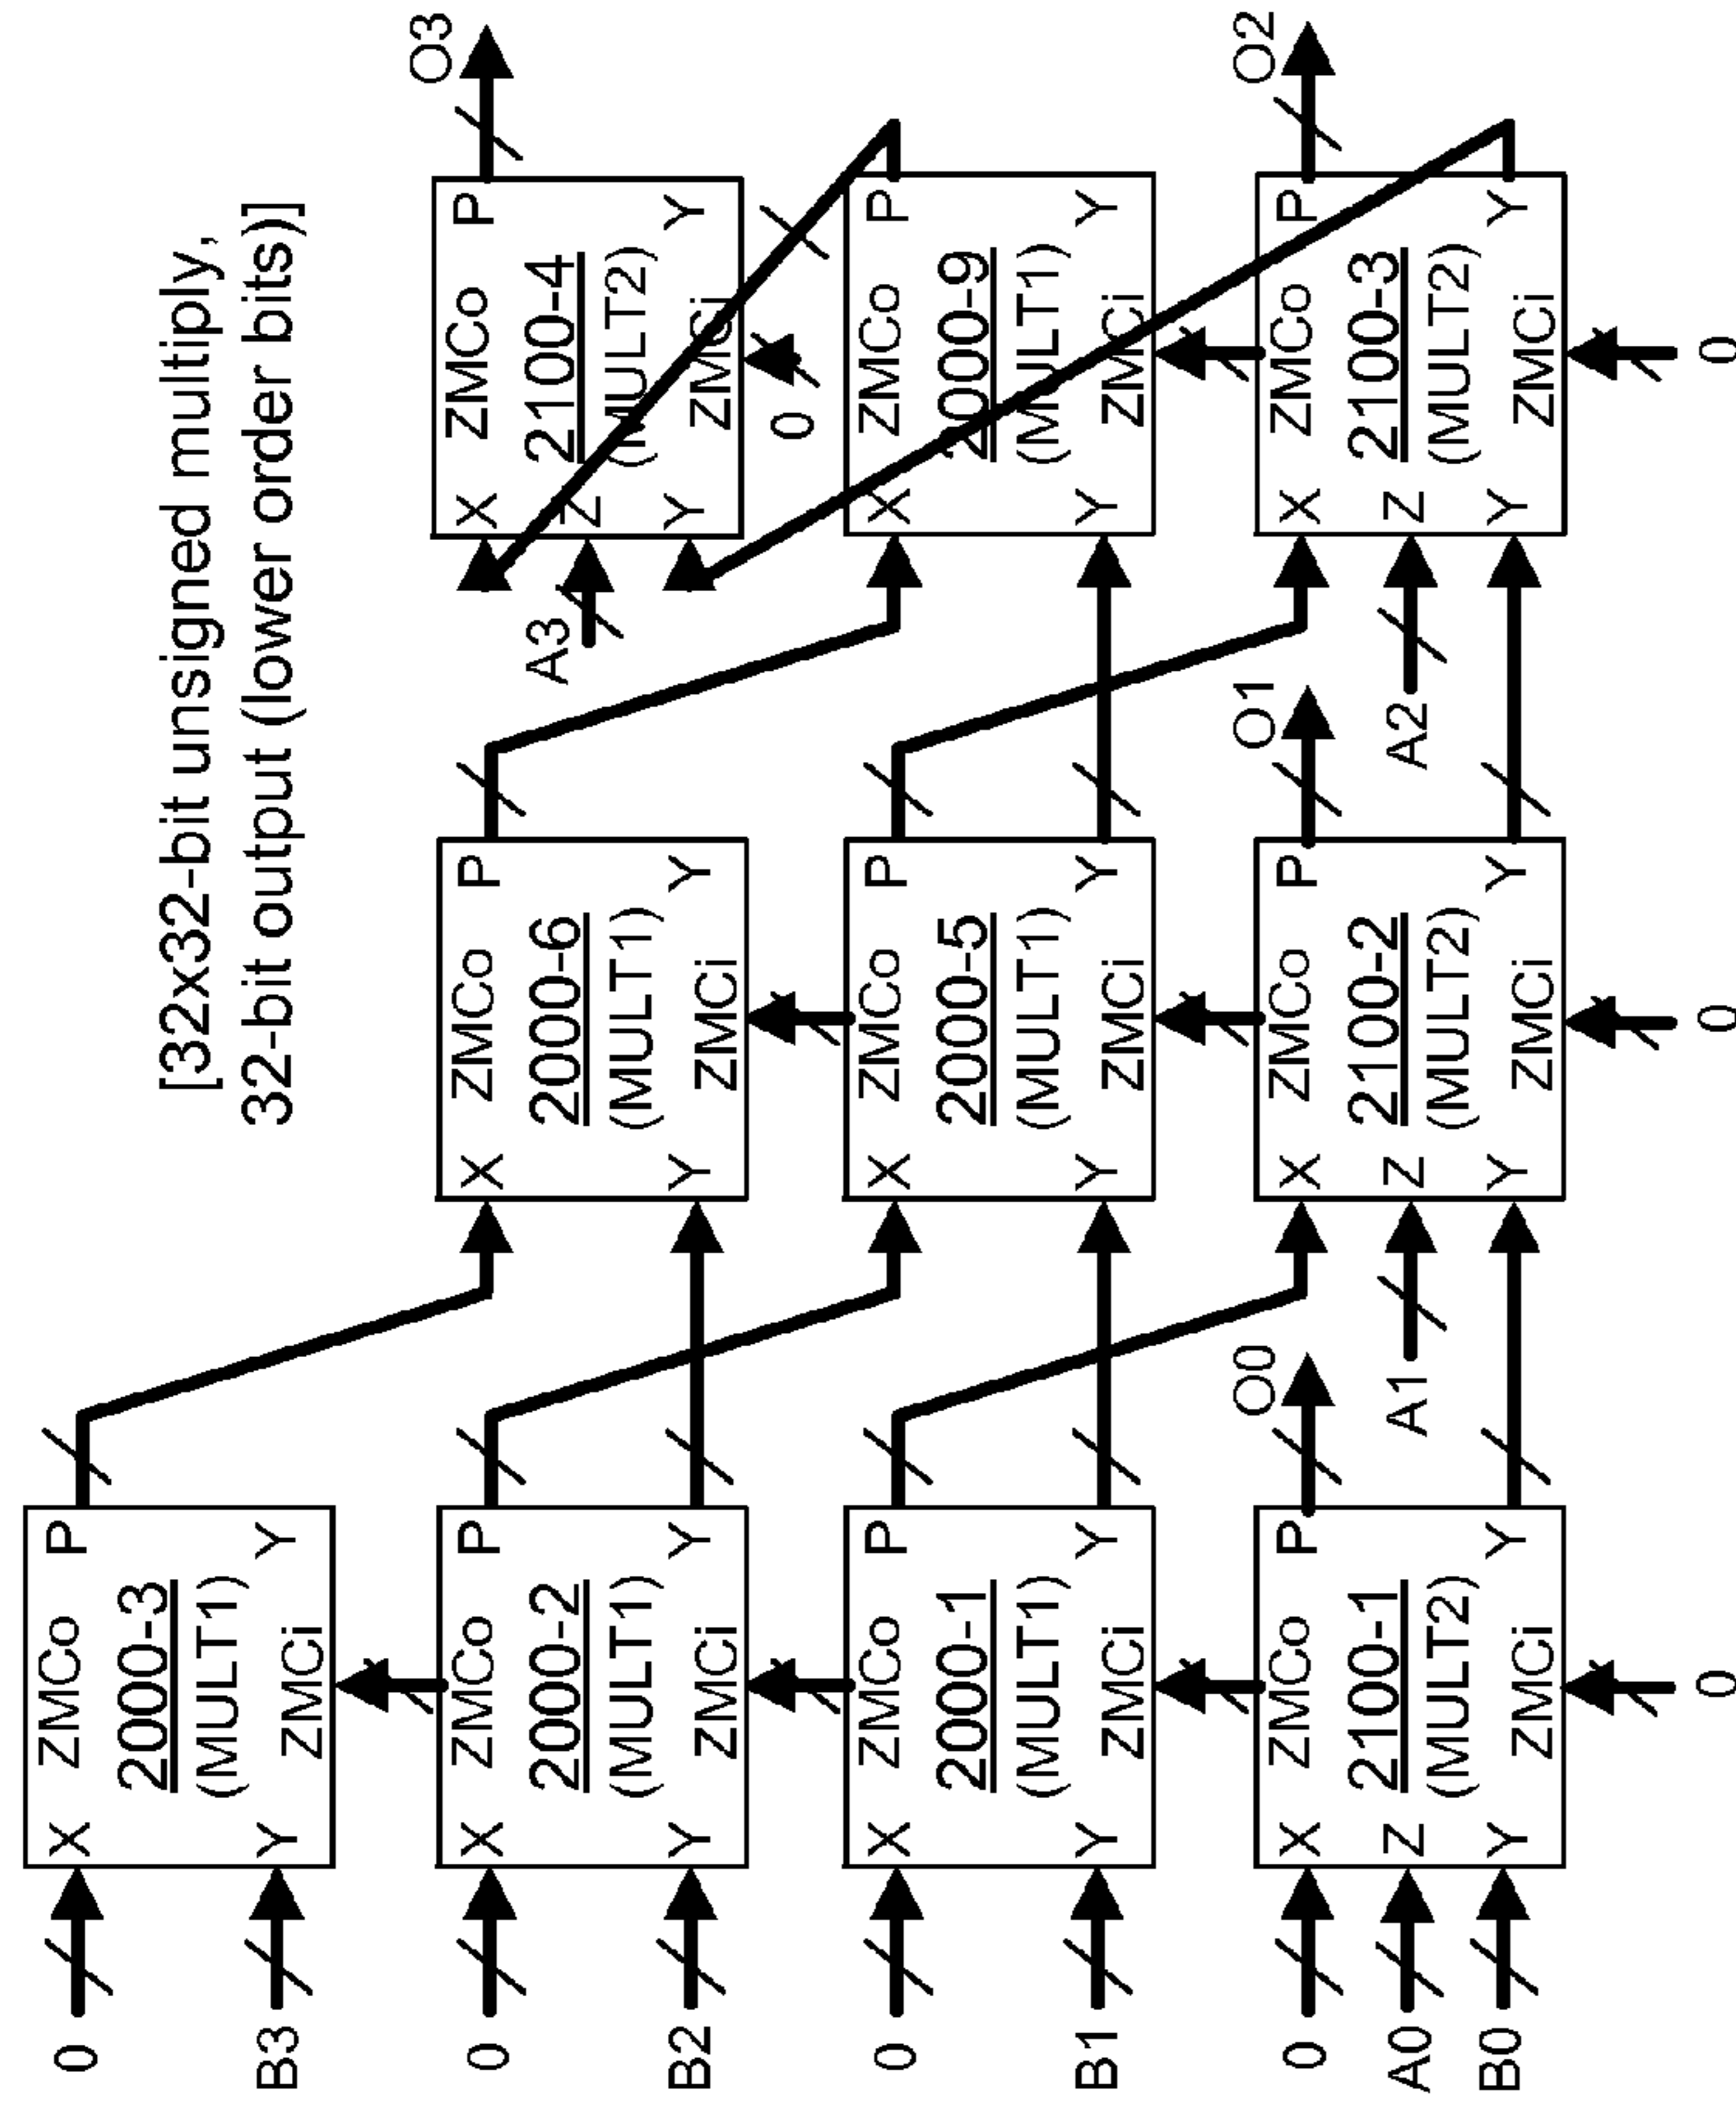 [32x32-bit unsigned multiply,
32-bit output (lower order bits)]
0
B3
X
ZMCo
P
2000-3
(MULT1)
Y
ZMCi
Y
0
B2
X
ZMCo
P
2000-2
(MULT1)
Y
ZMCi
Y
X
ZMCo
P
2000-6
(MULT1)
Y
ZMCi
Y
A3
X
ZMCo
P
O3
Z
2100-4
(MULT2)
Y
ZMCi
Y
0
0
B1
X
ZMCo
P
2000-1
(MULT1)
Y
ZMCi
Y
X
ZMCo
P
2000-5
(MULT1)
Y
ZMCi
Y
X
ZMCo
P
2000-9
(MULT1)
Y
ZMCi
Y
0
A0
B0
X
ZMCo
P
O0
Z
2100-1
(MULT2)
Y
ZMCi
Y
0
A1
X
ZMCo
P
O1
Z
2100-2
(MULT2)
Y
ZMCi
Y
0
A2
X
ZMCo
P
O2
Z
2100-3
(MULT2)
Y
ZMCi
Y
0